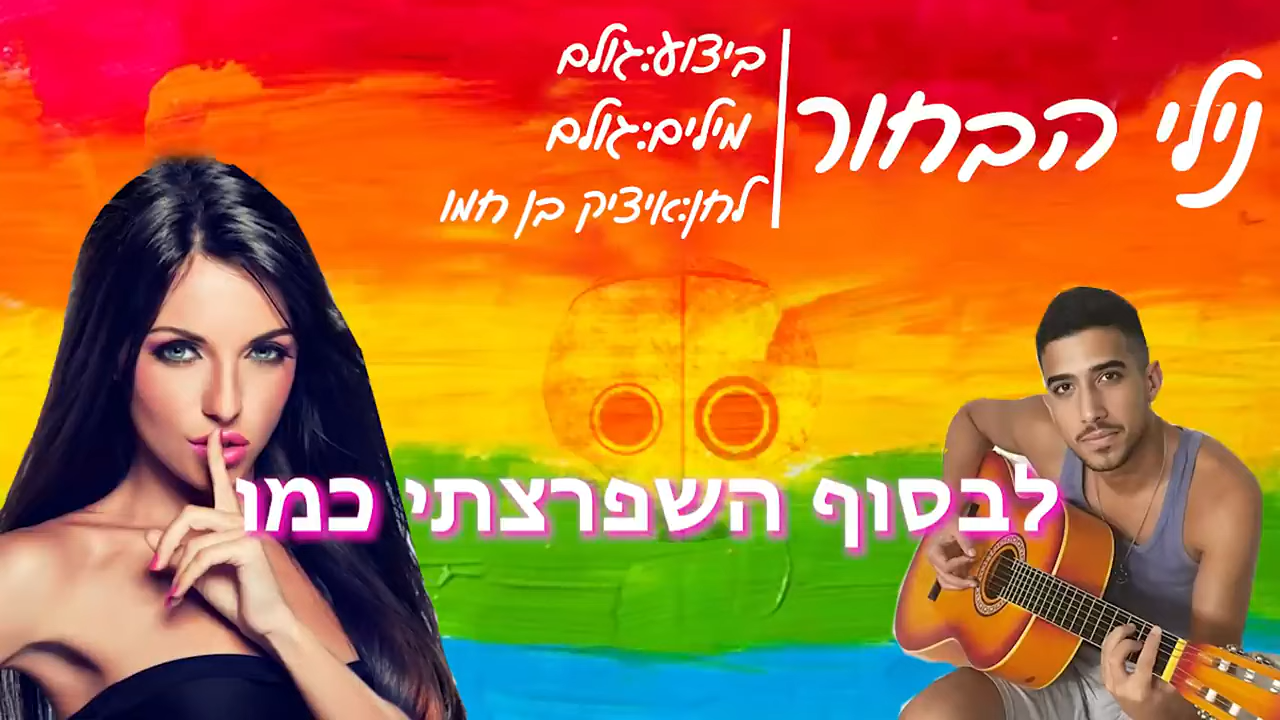 נילי הבחור
ביצוע:גולם
מילים:גולם
לחן:איציק בן חמו
לבסוף השפרצתי כמו